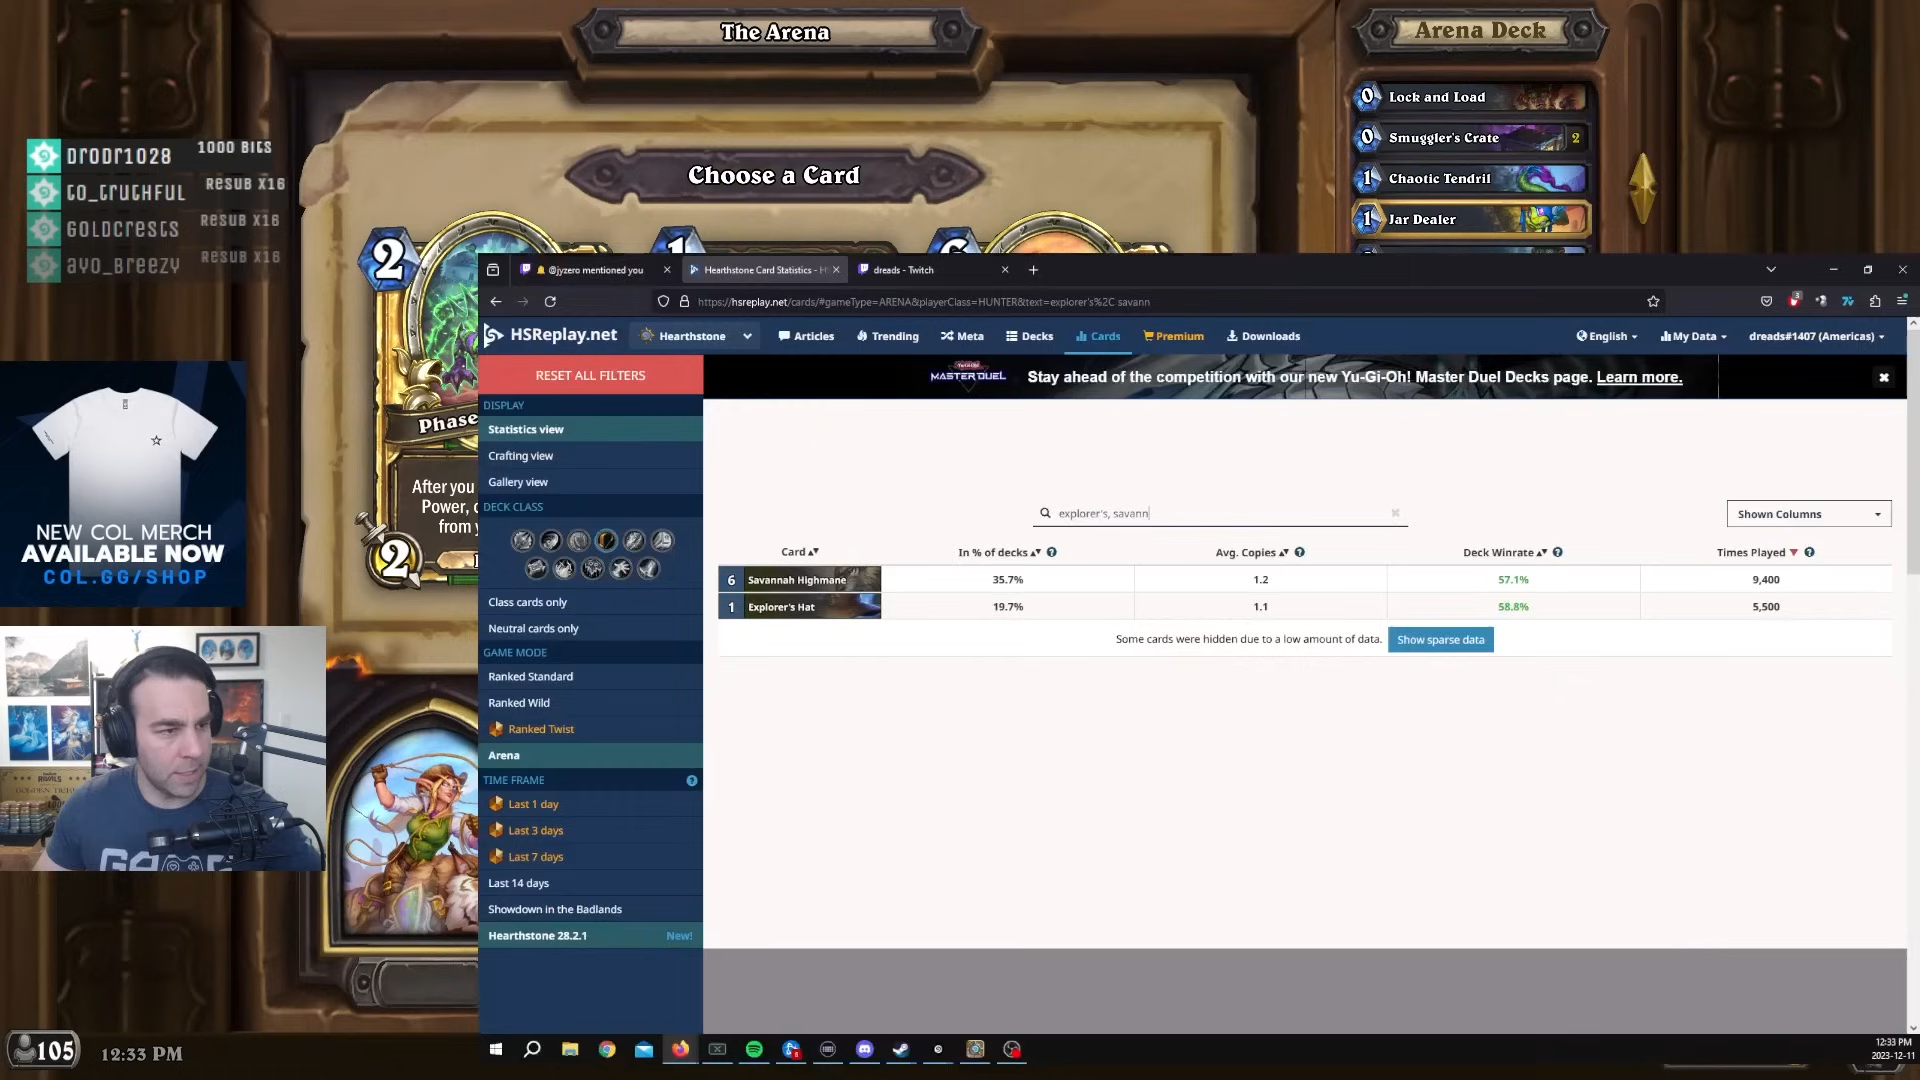 The Arena
Arena Deck
0 Lock and Load
0 Smuggler's Crate 2
1 Chaotic Tendril
1 Jar Dealer
DrODr1028 1000 BITS
TO_TRUTHFUL RESUB X16
GOLDCRESTS RESUB X16
AYO_BREEZY RESUB X16
Choose a Card
2
1
6
Phase
After you
Power,
from y
2
@jyzero mentioned you
Hearthstone Card Statistics - H
dreads - Twitch
https://hsreplay.net/cards/#gameType=ARENA&playerClass=HUNTER&text=explorer's%2C savann
HSReplay.net
Hearthstone
Articles
Trending
Meta
Decks
Cards
Premium
Downloads
English
My Data
dreads#1407 (Americas)
RESET ALL FILTERS
MASTER DUEL
Stay ahead of the competition with our new Yu-Gi-Oh! Master Duel Decks page. Learn more.
DISPLAY
Statistics view
Crafting view
Gallery view
DECK CLASS
Class cards only
Neutral cards only
GAME MODE
Ranked Standard
Ranked Wild
Ranked Twist
Arena
TIME FRAME
Last 1 day
Last 3 days
Last 7 days
Last 14 days
Showdown in the Badlands
Hearthstone 28.2.1 New!
explorer's, savann
Shown Columns
Card In % of decks Avg. Copies Deck Winrate Times Played
6 Savannah Highmane 35.7% 1.2 57.1% 9,400
1 Explorer's Hat 19.7% 1.1 58.8% 5,500
Some cards were hidden due to a low amount of data. Show sparse data
NEW COL MERCH
AVAILABLE NOW
COL.GG/SHOP
105
12:33 PM
12:33 PM
2023-12-11